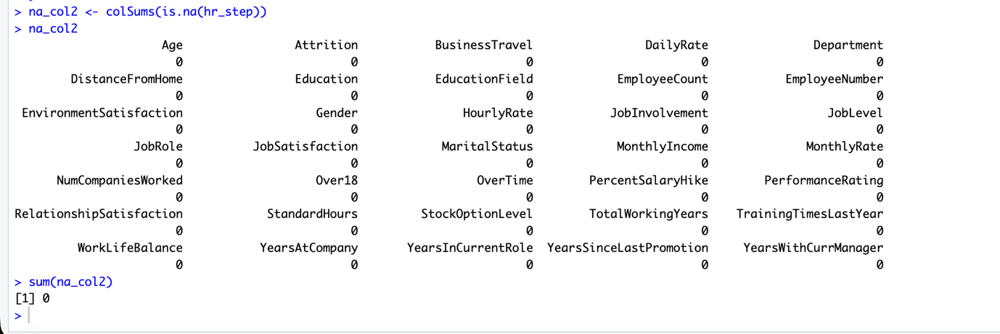 > na_col2 <- colSums(is.na(hr_step))
> na_col2
Age Attrition BusinessTravel DailyRate Department
0 0 0 0 0
DistanceFromHome Education EducationField EmployeeCount EmployeeNumber
0 0 0 0 0
EnvironmentSatisfaction Gender HourlyRate JobInvolvement JobLevel
0 0 0 0 0
JobRole JobSatisfaction MaritalStatus MonthlyIncome MonthlyRate
0 0 0 0 0
NumCompaniesWorked Over18 OverTime PercentSalaryHike PerformanceRating
0 0 0 0 0
RelationshipSatisfaction StandardHours StockOptionLevel TotalWorkingYears TrainingTimesLastYear
0 0 0 0 0
WorkLifeBalance YearsAtCompany YearsInCurrentRole YearsSinceLastPromotion YearsWithCurrManager
0 0 0 0 0
> sum(na_col2)
[1] 0
>